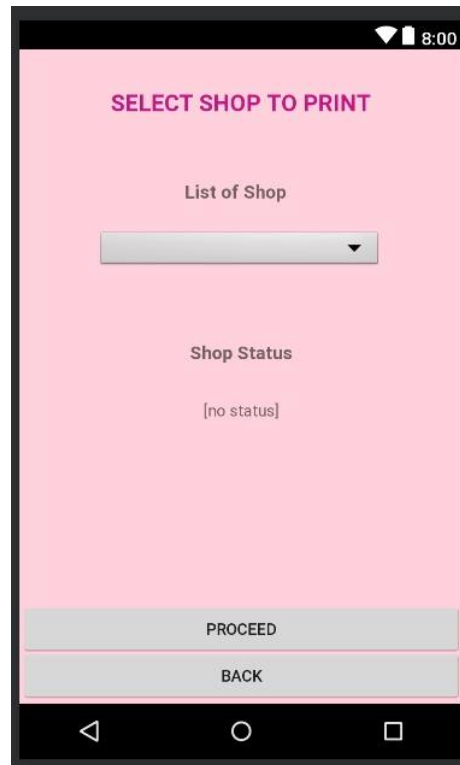 8:00
SELECT SHOP TO PRINT
List of Shop
Shop Status
[no status]
PROCEED
BACK